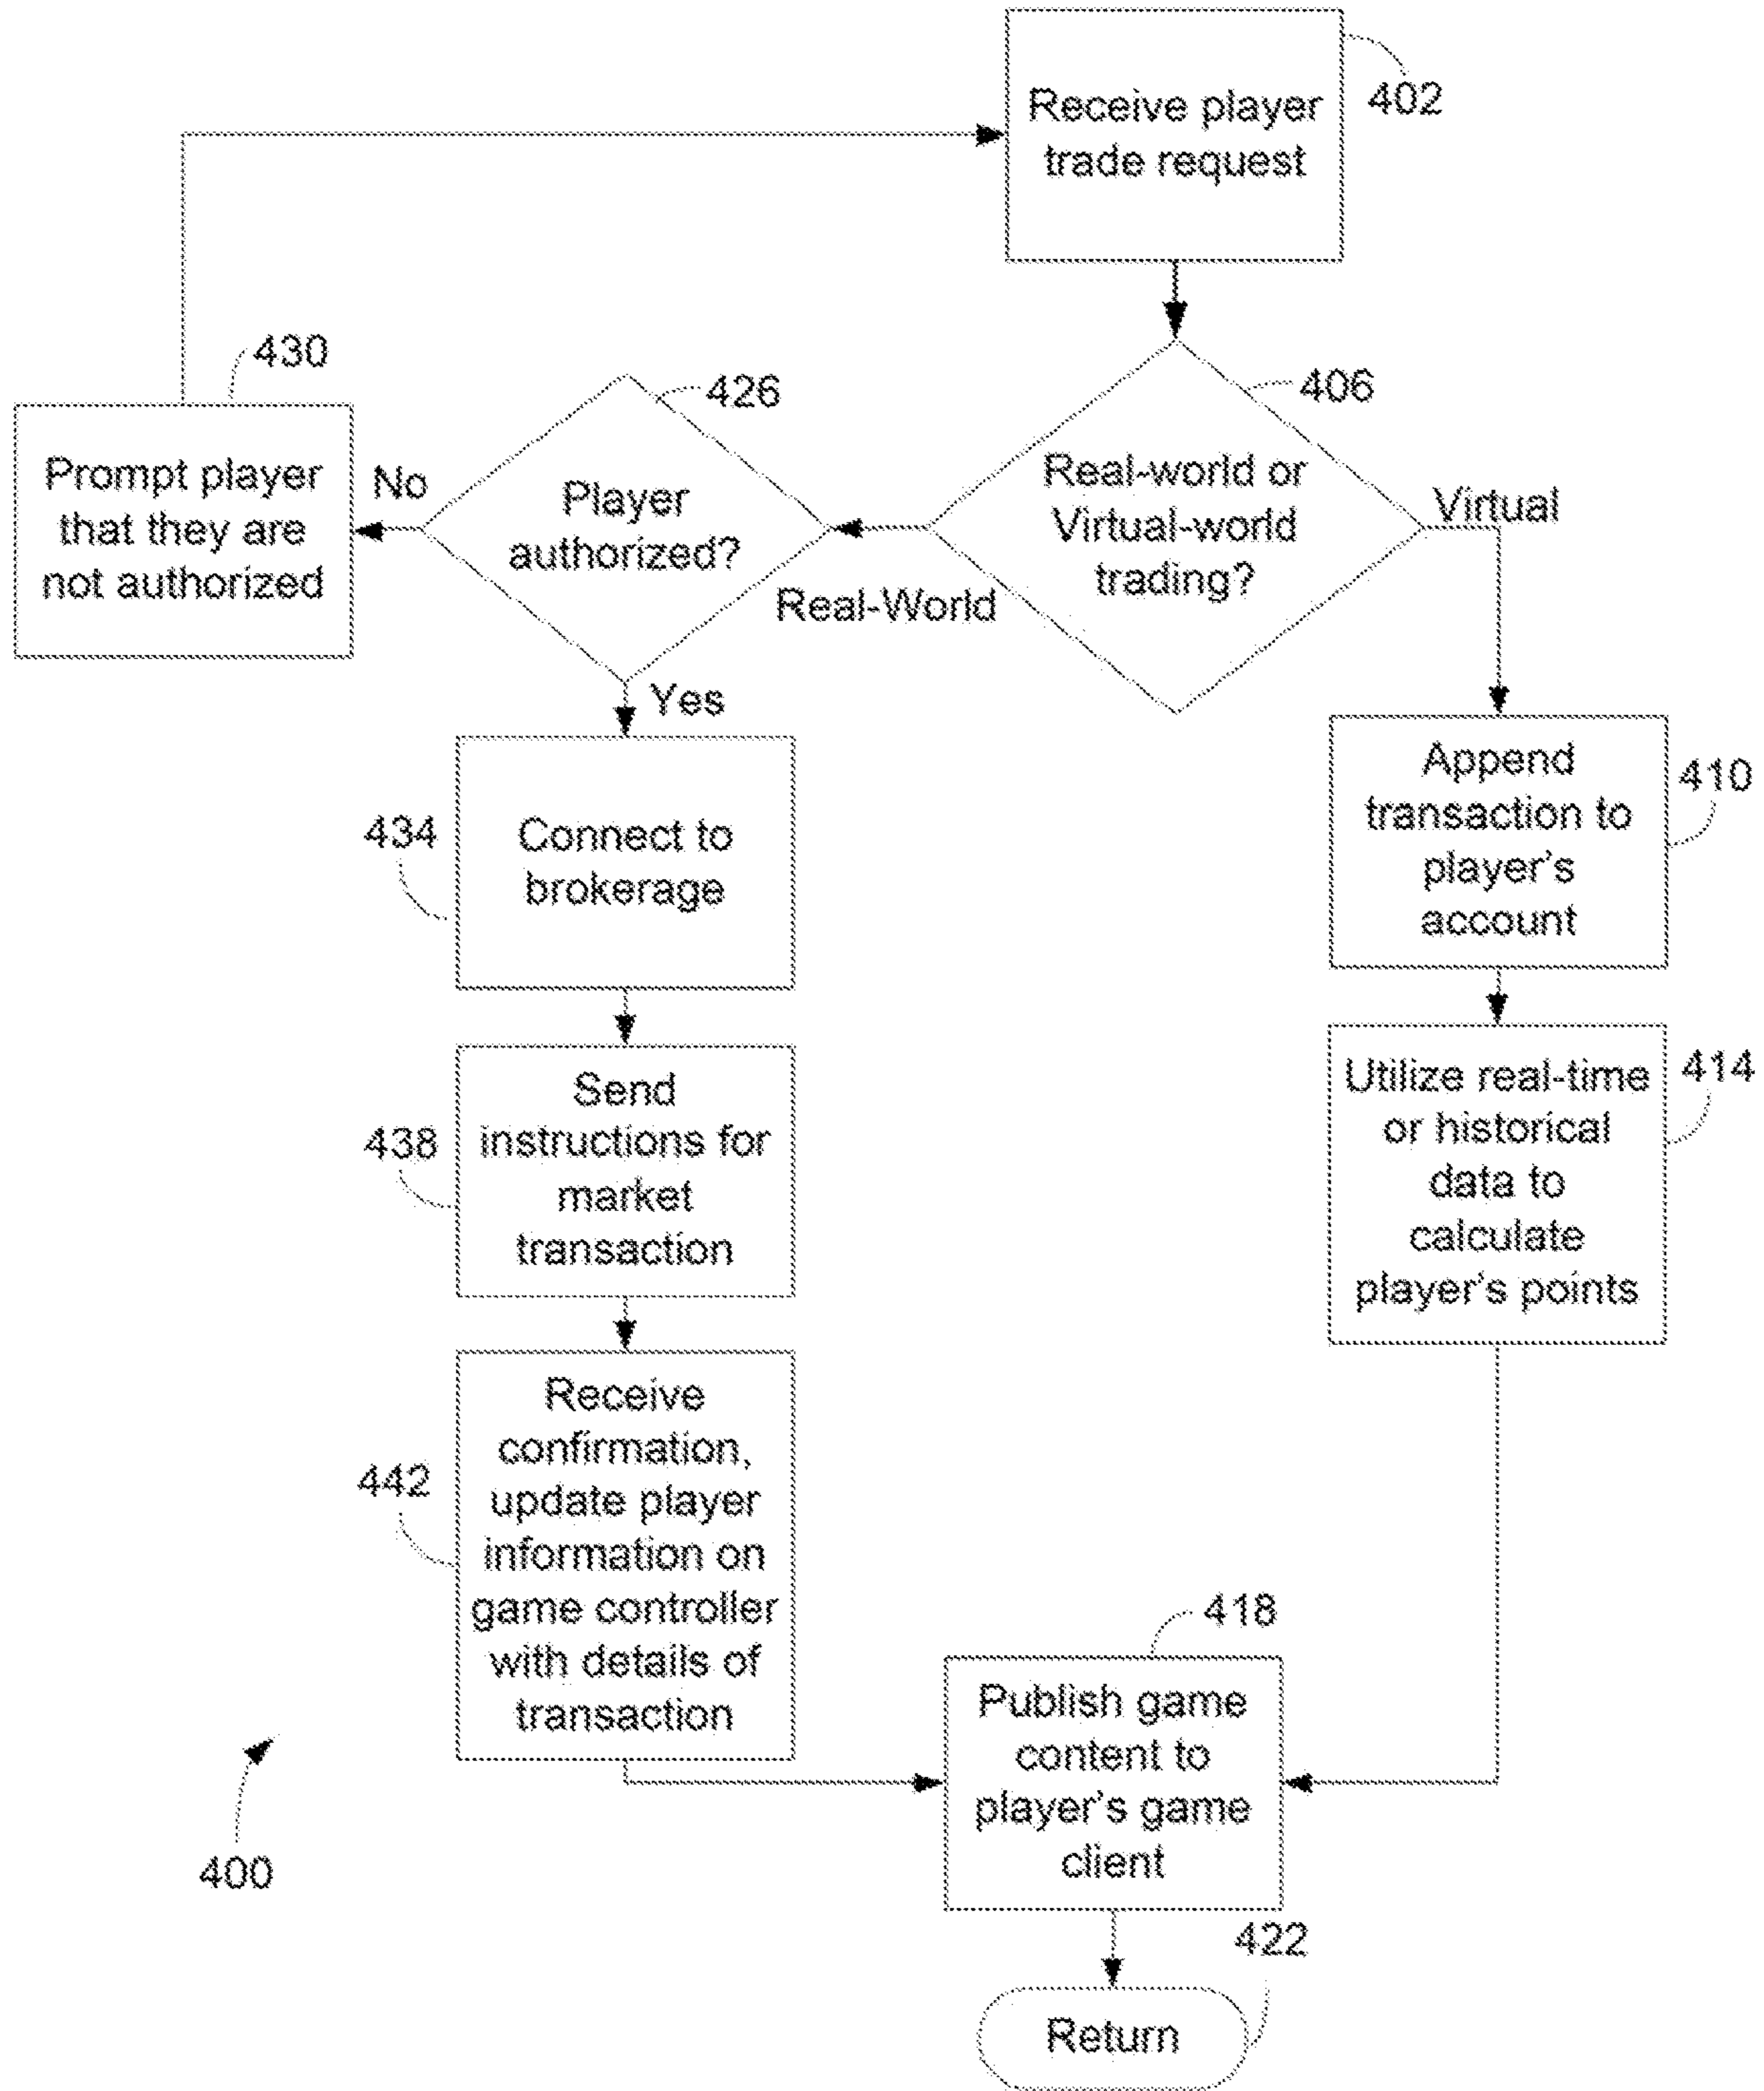 Receive player
trade request
402
430
426
406
Prompt player
that they are
not authorized
No
Player
authorized?
Real-World
Real-world or
Virtual-world
trading?
Virtual
Yes
434
Connect to
brokerage
Append
transaction to
player's
account
410
438
Send
instructions for
market
transaction
Utilize real-time
or historical
data to
calculate
player's points
414
442
Receive
confirmation,
update player
information on
game controller
with details of
transaction
418
Publish game
content to
player's game
client
400
422
Return